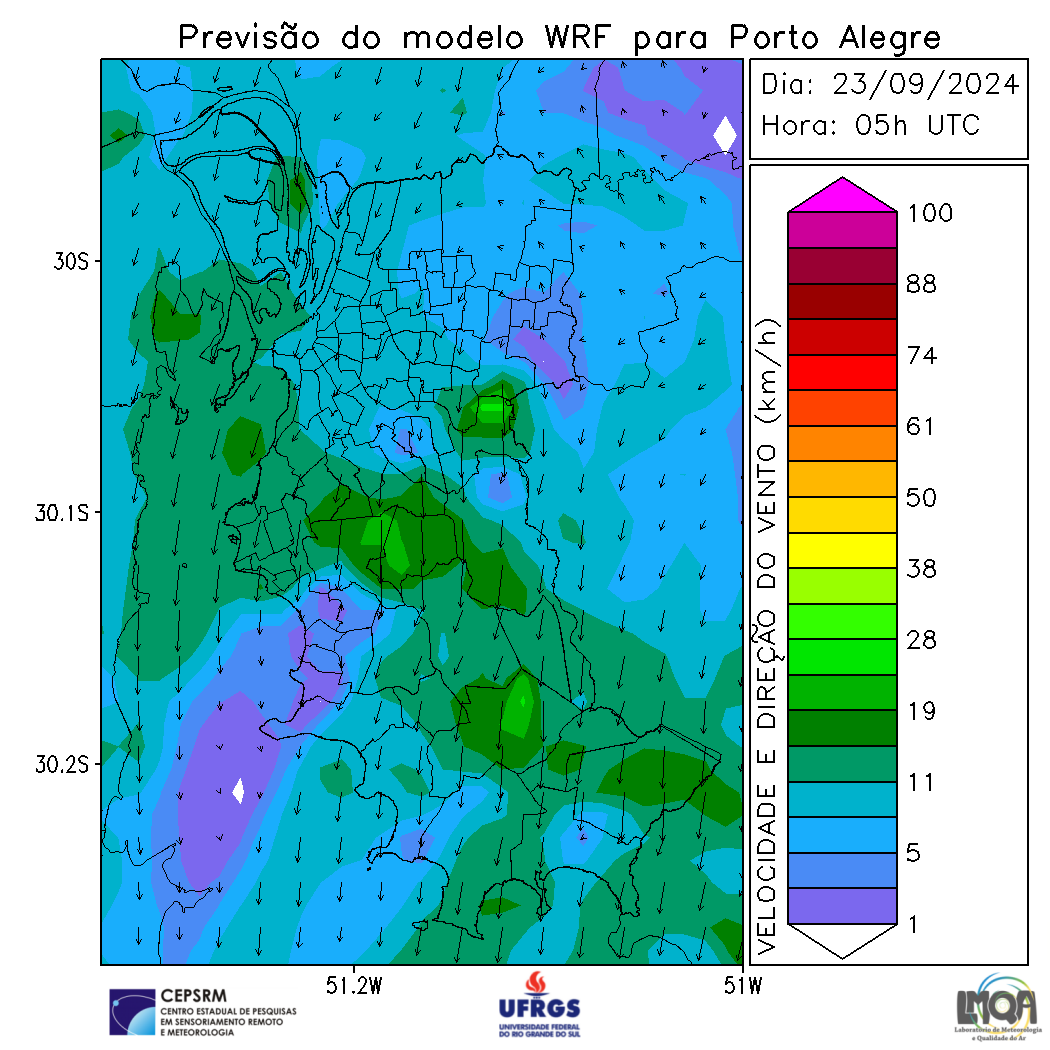 Previsão do modelo WRF para Porto Alegre
Dia: 23/09/2024
Hora: 05h UTC
30S
30.1S
30.2S
51.2W
51W
VELOCIDADE E DIREÇÃO DO VENTO (km/h)
100
88
74
61
50
38
28
19
11
5
1
CEPSRM
CENTRO ESTADUAL DE PESQUISAS
EM SENSORIAMENTO REMOTO
E METEOROLOGIA
UFRGS
UNIVERSIDADE FEDERAL
DO RIO GRANDE DO SUL
LMQA
Laboratório de Meteorologia
e Qualidade do Ar